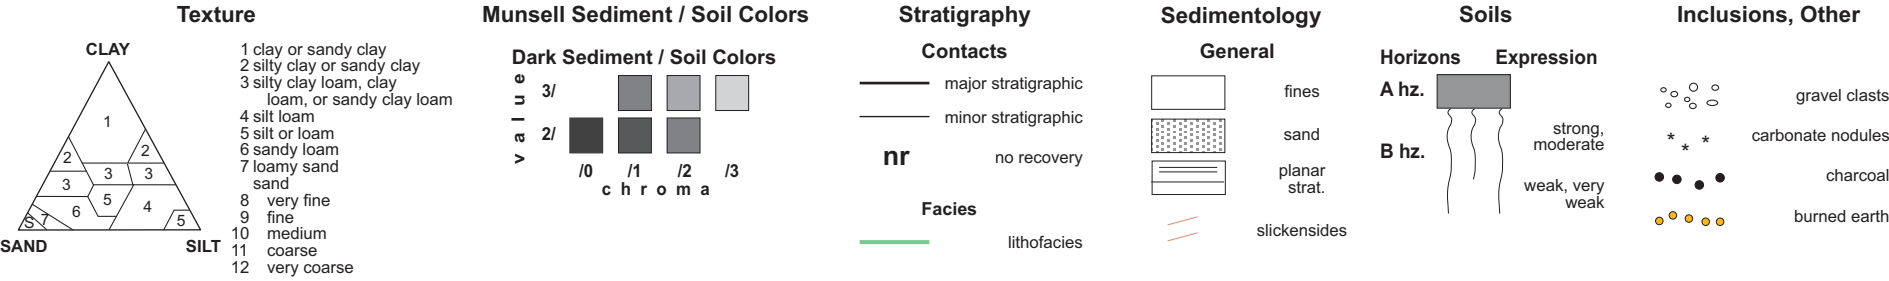 Texture
CLAY
1
2
2
3
3
3
4
5
5
6
7
S
SAND
SILT
1 clay or sandy clay
2 silty clay or sandy clay
3 silty clay loam, clay
loam, or sandy clay loam
4 silt loam
5 silt or loam
6 sandy loam
7 loamy sand
sand
8 very fine
9 fine
10 medium
11 coarse
12 very coarse
Munsell Sediment / Soil Colors
Dark Sediment / Soil Colors
value
3/
2/
/0 /1 /2 /3
chroma
Stratigraphy
Contacts
major stratigraphic
minor stratigraphic
nr no recovery
Facies
lithofacies
Sedimentology
General
fines
sand
planar
strat.
slickensides
Soils
Horizons Expression
A hz.
B hz.
strong,
moderate
weak, very
weak
Inclusions, Other
gravel clasts
carbonate nodules
charcoal
burned earth